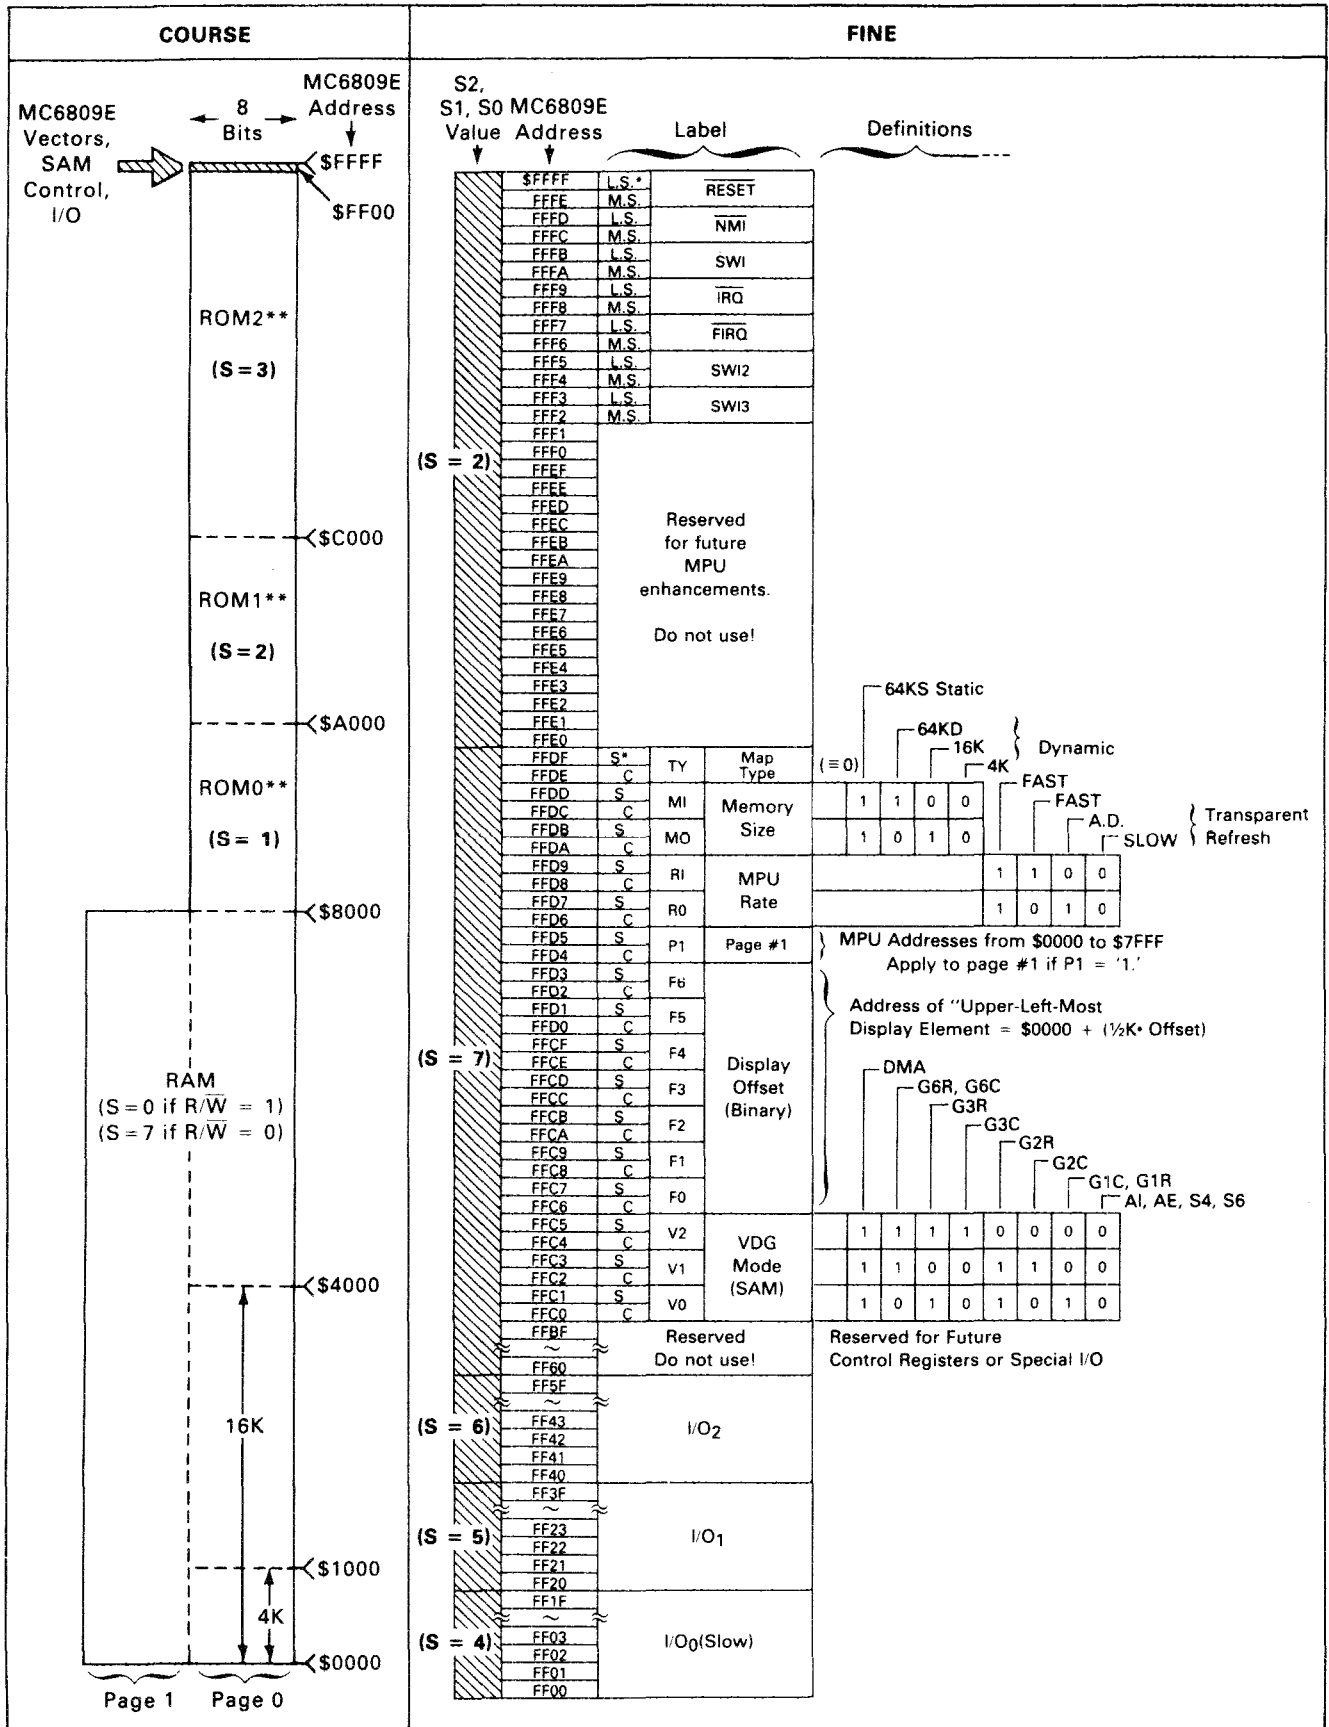 COURSE
FINE
MC6809E
Vectors,
SAM
Control,
I/O
8
Bits
MC6809E
Address
$FFFF
$FF00
ROM2**
(S=3)
$C000
ROM1**
(S=2)
$A000
ROM0**
(S= 1)
$8000
RAM
(S=0 if R/W̅ = 1)
(S=7 if R/W̅ = 0)
$4000
16K
$1000
4K
$0000
Page 1 Page 0
S2,
S1, S0 MC6809E
Value Address
Label
Definitions
$FFFF L.S.* R̅E̅S̅E̅T̅
FFFE M.S.
FFFD L.S. N̅M̅I̅
FFFC M.S.
FFFB L.S. SWI
FFFA M.S.
FFF9 L.S. I̅R̅Q̅
FFF8 M.S.
FFF7 L.S. F̅I̅R̅Q̅
FFF6 M.S.
FFF5 L.S. SWI2
FFF4 M.S.
FFF3 L.S. SWI3
FFF2 M.S.
FFF1
(S = 2) FFF0
FFEF
FFEE
FFED
FFEC
FFEB
FFEA
FFE9
FFE8
FFE7
FFE6
FFE5
FFE4
FFE3
FFE2
FFE1
FFE0
Reserved
for future
MPU
enhancements.
Do not use!
64KS Static
64KD
16K
4K
} Dynamic
FFDF S* TY Map
FFDE C Type
(≡0)
FFDD S MI Memory 1 1 0 0
FFDC C Size
FFDB S MO 1 0 1 0
FFDA C
FAST
FAST
A.D.
SLOW
Transparent
Refresh
FFD9 S RI MPU 1 1 0 0
FFD8 C Rate
FFD7 S R0 1 0 1 0
FFD6 C
FFD5 S P1 Page #1
FFD4 C
MPU Addresses from $0000 to $7FFF
Apply to page #1 if P1 = '1.'
FFD3 S F6
FFD2 C
FFD1 S F5
FFD0 C
FFCF S F4
FFCE C
(S = 7)
FFCD S F3
FFCC C
FFCB S F2
FFCA C
FFC9 S F1
FFC8 C
FFC7 S F0
FFC6 C
Display
Offset
(Binary)
Address of "Upper-Left-Most
Display Element = $0000 + (½K• Offset)
DMA
G6R, G6C
G3R
G3C
G2R
G2C
G1C, G1R
AI, AE, S4, S6
FFC5 S V2 1 1 1 1 0 0 0 0
FFC4 C
FFC3 S V1 1 1 0 0 1 1 0 0
FFC2 C
FFC1 S V0 1 0 1 0 1 0 1 0
FFC0 C
VDG
Mode
(SAM)
FFBF
~
FF60
Reserved
Do not use!
Reserved for Future
Control Registers or Special I/O
FF5F
~
(S = 6) FF43 I/O2
FF42
FF41
FF40
FF3F
~
(S = 5) FF23 I/O1
FF22
FF21
FF20
FF1F
~
(S = 4) FF03 I/O0(Slow)
FF02
FF01
FF00